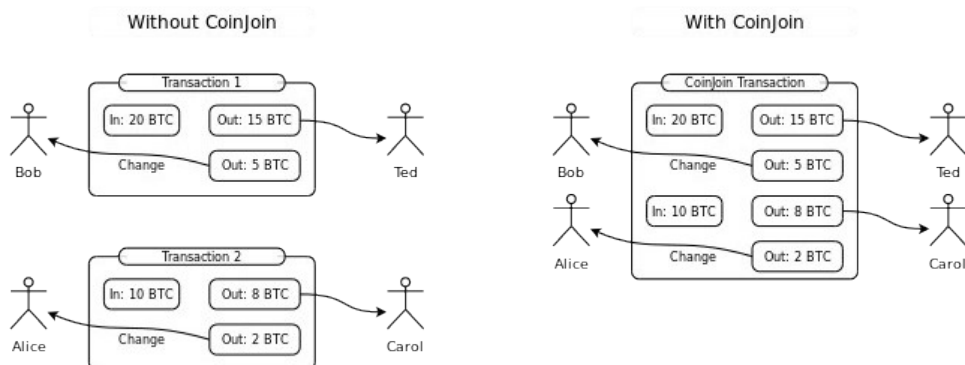 Without CoinJoin
Transaction 1
In: 20 BTC
Out: 15 BTC
Change
Out: 5 BTC
Bob
Ted
Transaction 2
In: 10 BTC
Out: 8 BTC
Change
Out: 2 BTC
Alice
Carol
With CoinJoin
CoinJoin Transaction
In: 20 BTC
Out: 15 BTC
Change
Out: 5 BTC
Bob
Ted
In: 10 BTC
Out: 8 BTC
Change
Out: 2 BTC
Alice
Carol